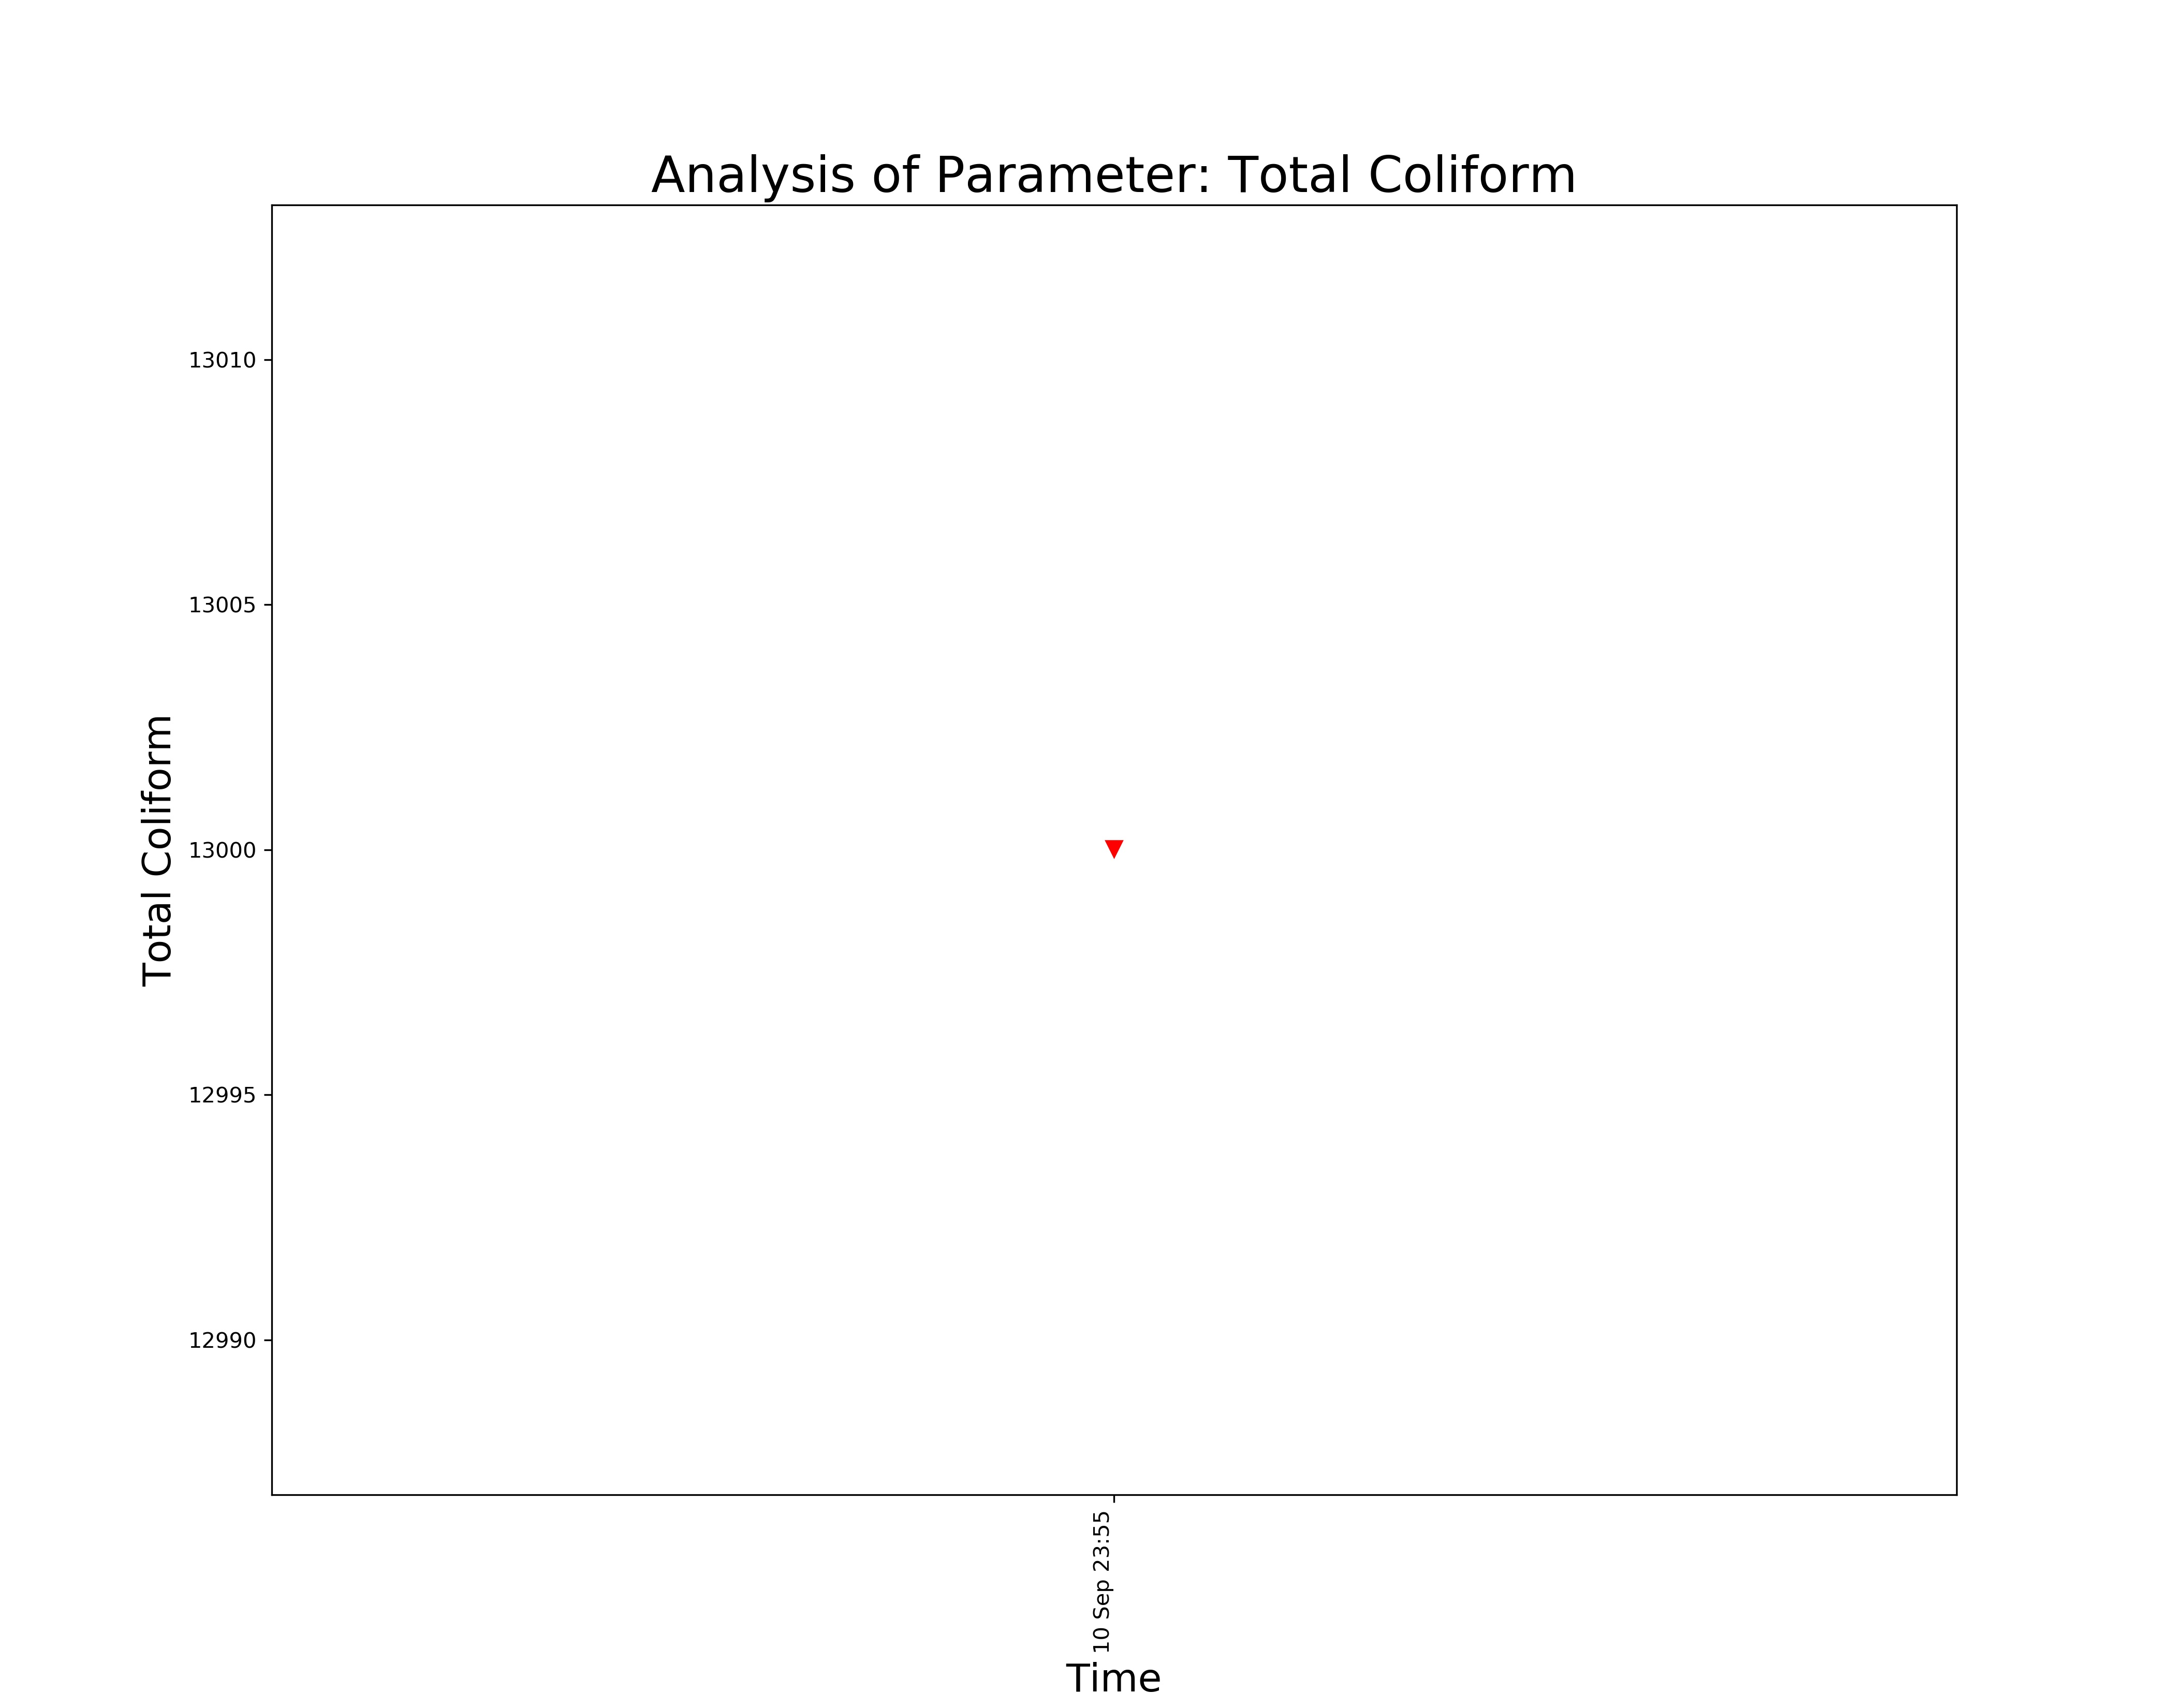 Analysis of Parameter: Total Coliform
13010
13005
13000
12995
12990
Total Coliform
10 Sep 23:55
Time